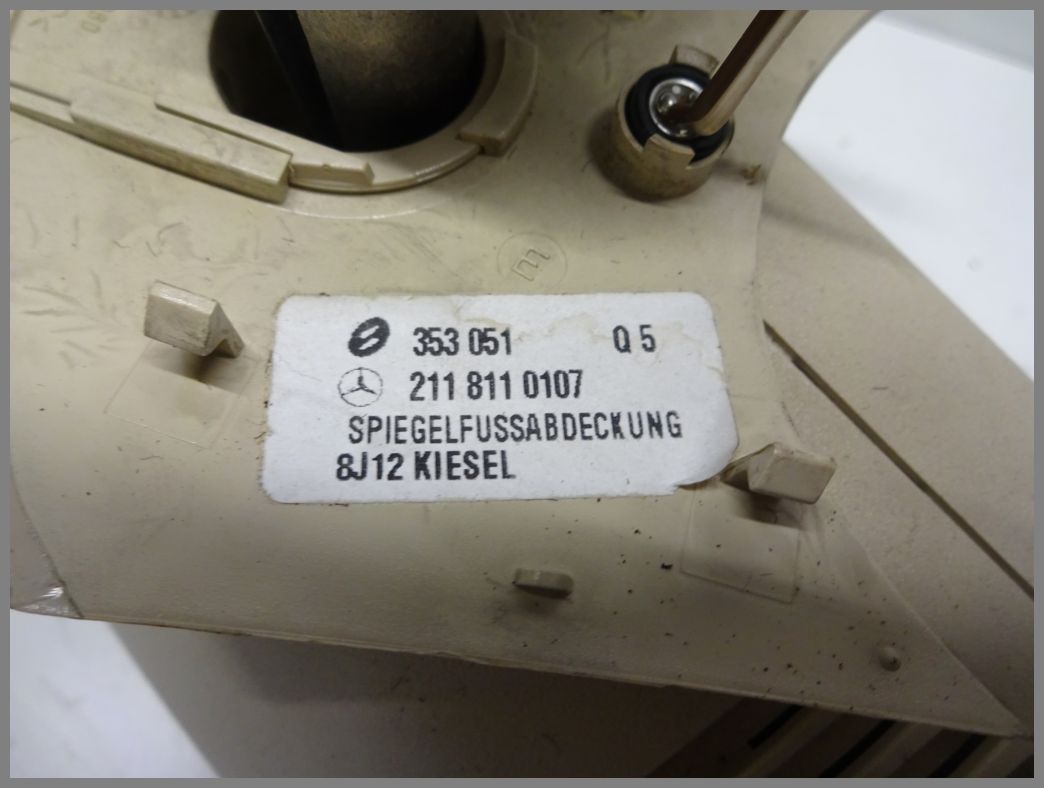 353 051 Q 5
211 811 0107
SPIEGELFUSSABDECKUNG
8J12 KIESEL